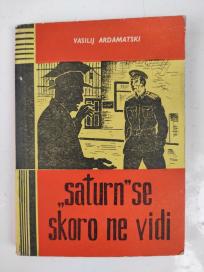 VASILIJ ARDAMATSKI
„saturn”se
skoro ne vidi